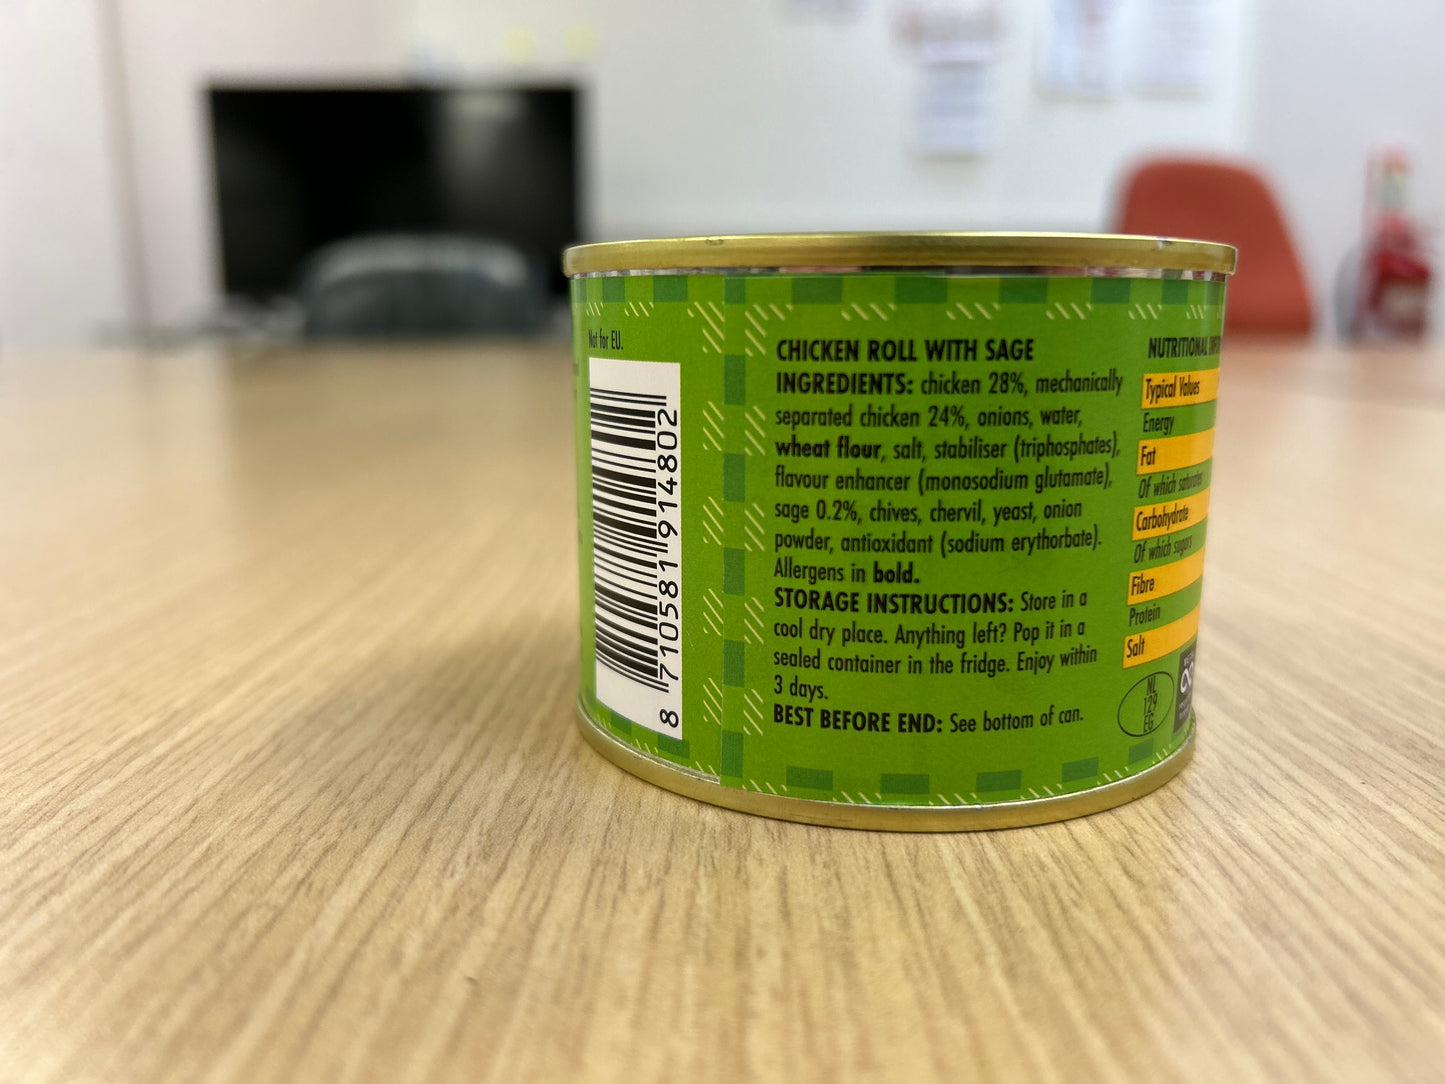 Not for EU.
8 710581 914802
CHICKEN ROLL WITH SAGE
INGREDIENTS: chicken 28%, mechanically
separated chicken 24%, onions, water,
wheat flour, salt, stabiliser (triphosphates),
flavour enhancer (monosodium glutamate),
sage 0.2%, chives, chervil, yeast, onion
powder, antioxidant (sodium erythorbate).
Allergens in bold.
STORAGE INSTRUCTIONS: Store in a
cool dry place. Anything left? Pop it in a
sealed container in the fridge. Enjoy within
3 days.
BEST BEFORE END: See bottom of can.
NUTRITIONAL
Typical Values
Energy
Fat
Of which saturates
Carbohydrate
Of which sugars
Fibre
Protein
Salt
NL
129
EG